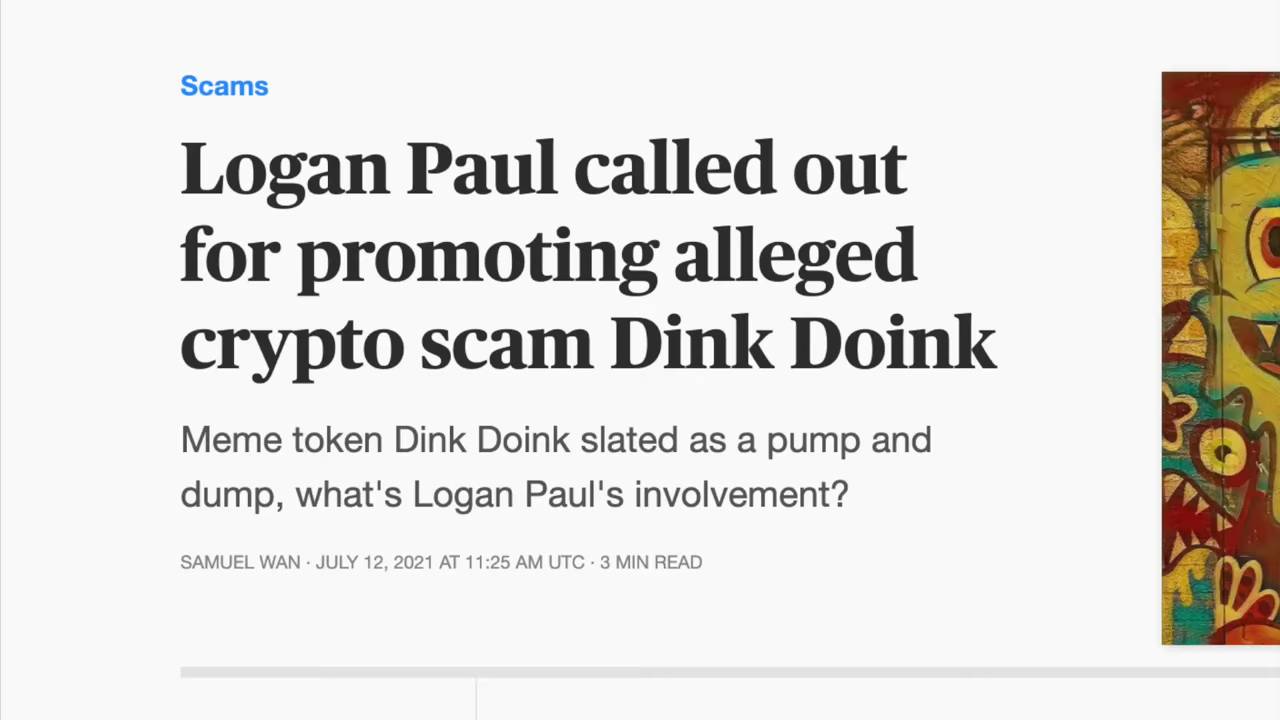 Scams
Logan Paul called out
for promoting alleged
crypto scam Dink Doink
Meme token Dink Doink slated as a pump and
dump, what's Logan Paul's involvement?
SAMUEL WAN · JULY 12, 2021 AT 11:25 AM UTC · 3 MIN READ